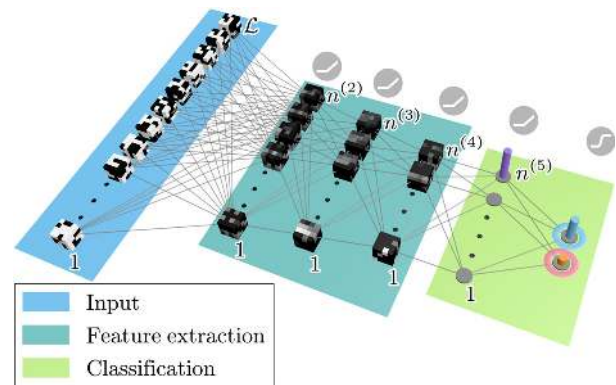 ℒ
n^(2)
n^(3)
n^(4)
n^(5)
1
1
1
1
1
Input
Feature extraction
Classification